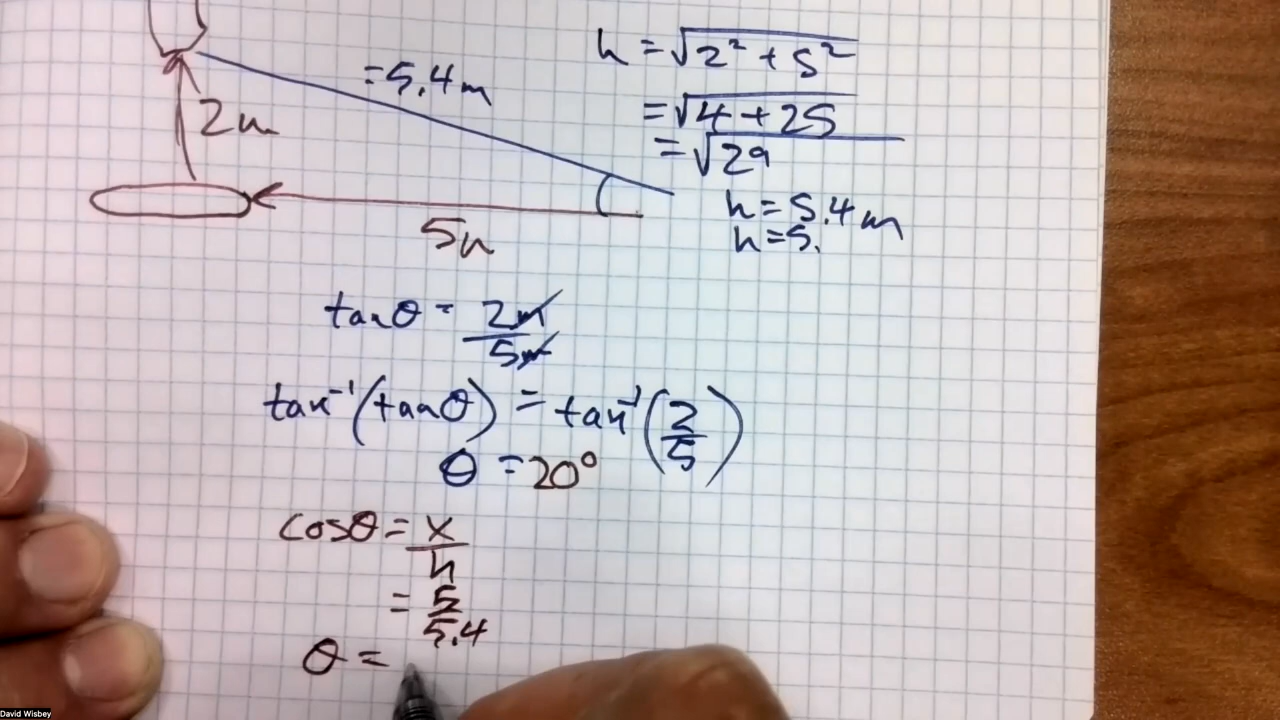 h = √2² + 5²
= 5.4m
= √4 + 25
2m
= √29
h = 5.4m
h = 5.
5m
tanθ = 2m/5m
tan⁻¹(tanθ) = tan⁻¹(2/5)
θ = 20°
cosθ = x/h
= 5/5.4
θ =
David Wisbey